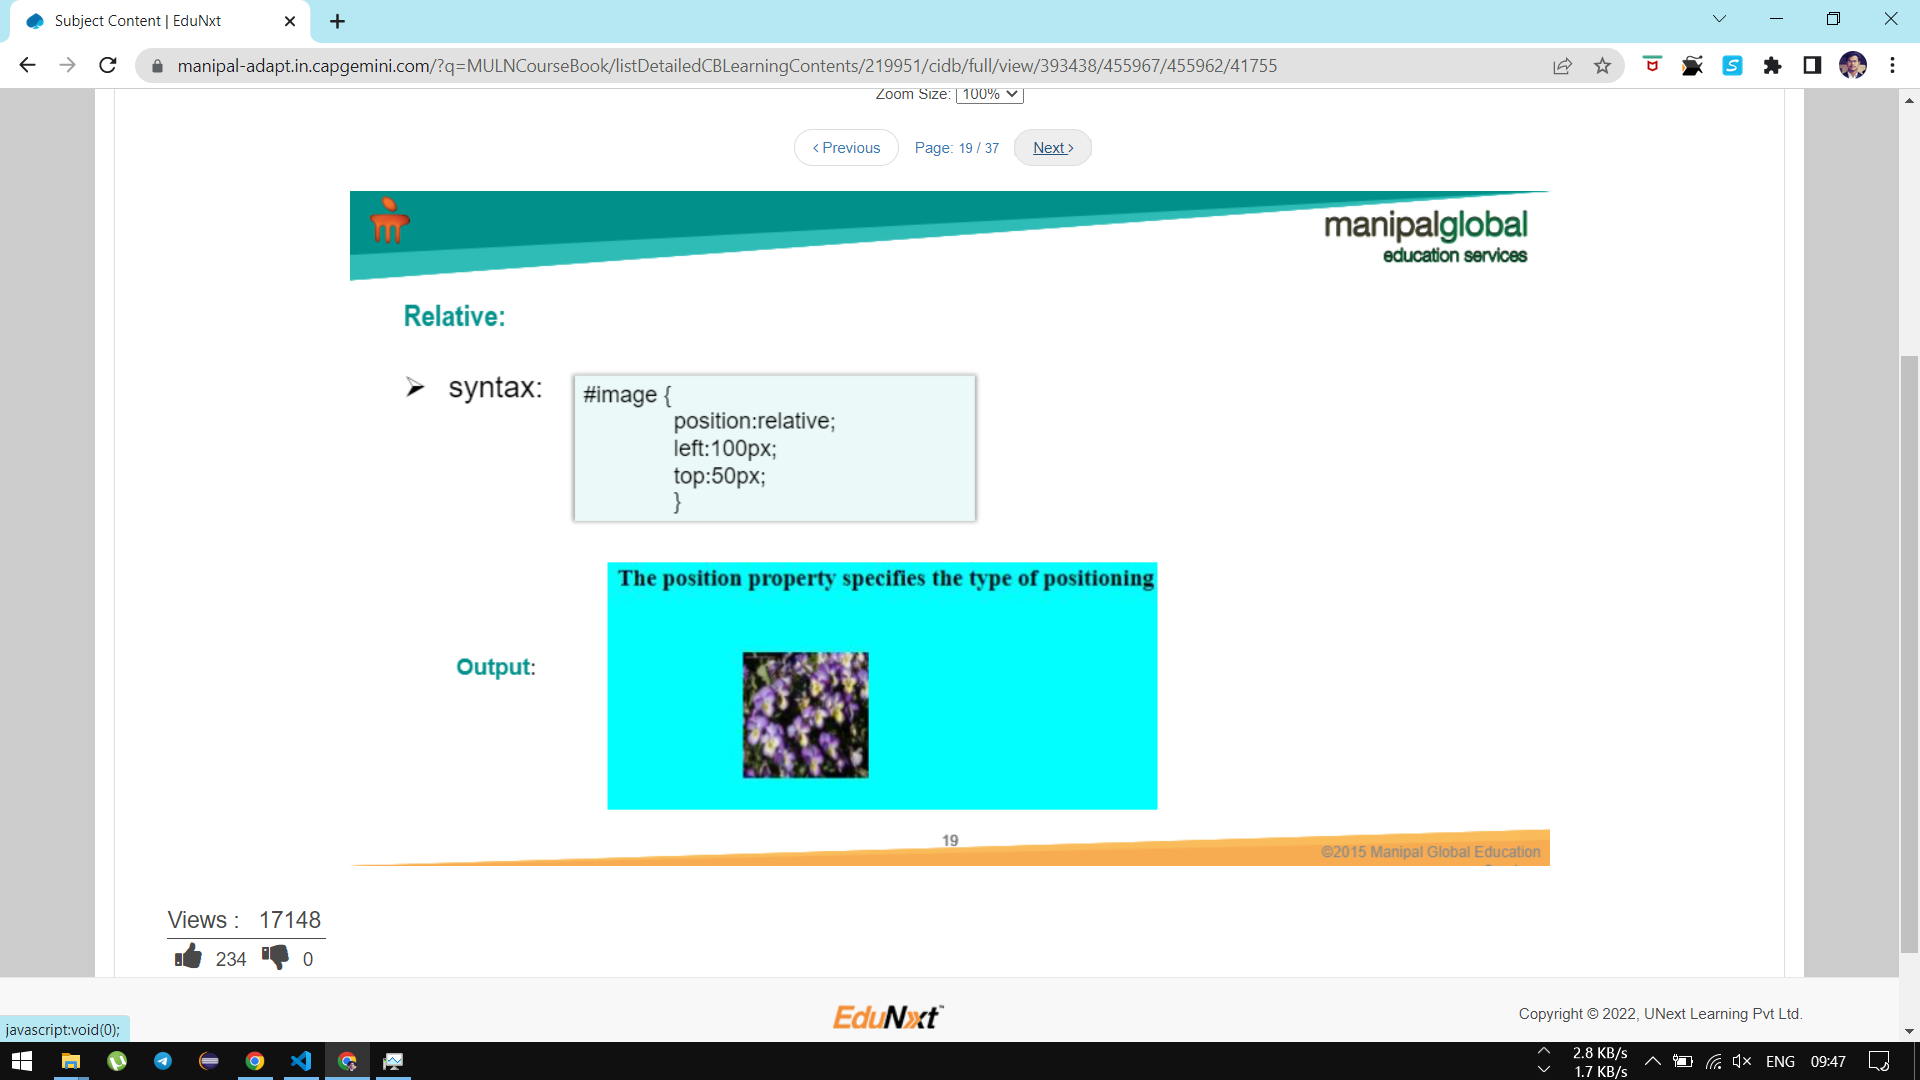 Subject Content | EduNxt
manipal-adapt.in.capgemini.com/?q=MULNCourseBook/listDetailedCBLearningContents/219951/cidb/full/view/393438/455967/455962/41755
Zoom Size: 100%
‹ Previous Page: 19 / 37 Next ›
manipalglobal
education services
Relative:
➢ syntax:
#image {
position:relative;
left:100px;
top:50px;
}
The position property specifies the type of positioning
Output:
19
©2015 Manipal Global Education
Views : 17148
234 0
EduNxt™
Copyright © 2022, UNext Learning Pvt Ltd.
javascript:void(0);
2.8 KB/s
1.7 KB/s
ENG 09:47